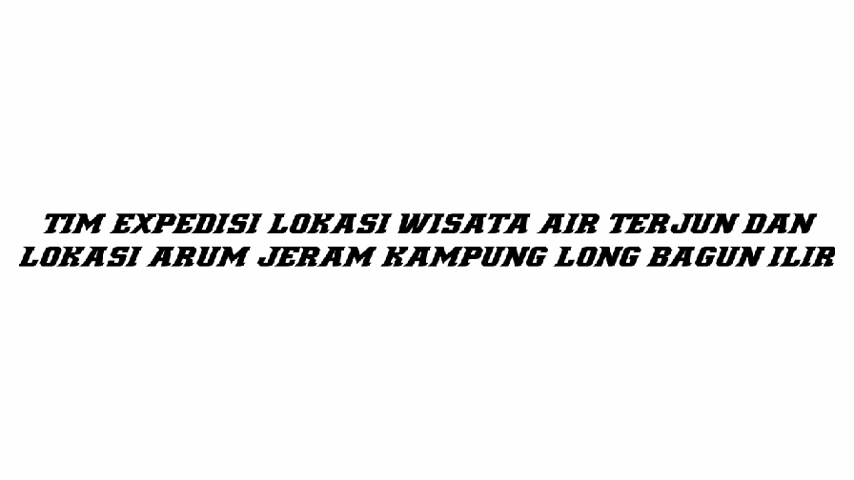 TIM EXPEDISI LOKASI WISATA AIR TERJUN DAN
LOKASI ARUM JERAM KAMPUNG LONG BAGUN ILIR